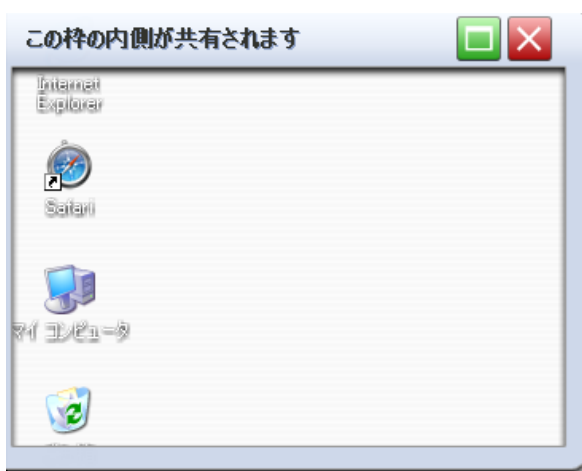 この枠の内側が共有されます
Internet
Explorer
Safari
マイ コンピュータ